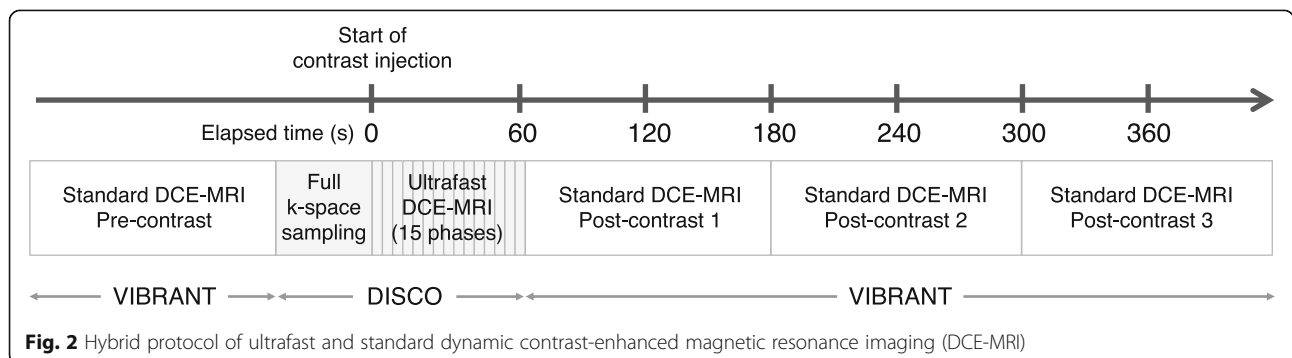 Start of
contrast injection
Elapsed time (s) 0 60 120 180 240 300 360
Standard DCE-MRI
Pre-contrast
Full
k-space
sampling
Ultrafast
DCE-MRI
(15 phases)
Standard DCE-MRI
Post-contrast 1
Standard DCE-MRI
Post-contrast 2
Standard DCE-MRI
Post-contrast 3
VIBRANT DISCO VIBRANT
Fig. 2 Hybrid protocol of ultrafast and standard dynamic contrast-enhanced magnetic resonance imaging (DCE-MRI)